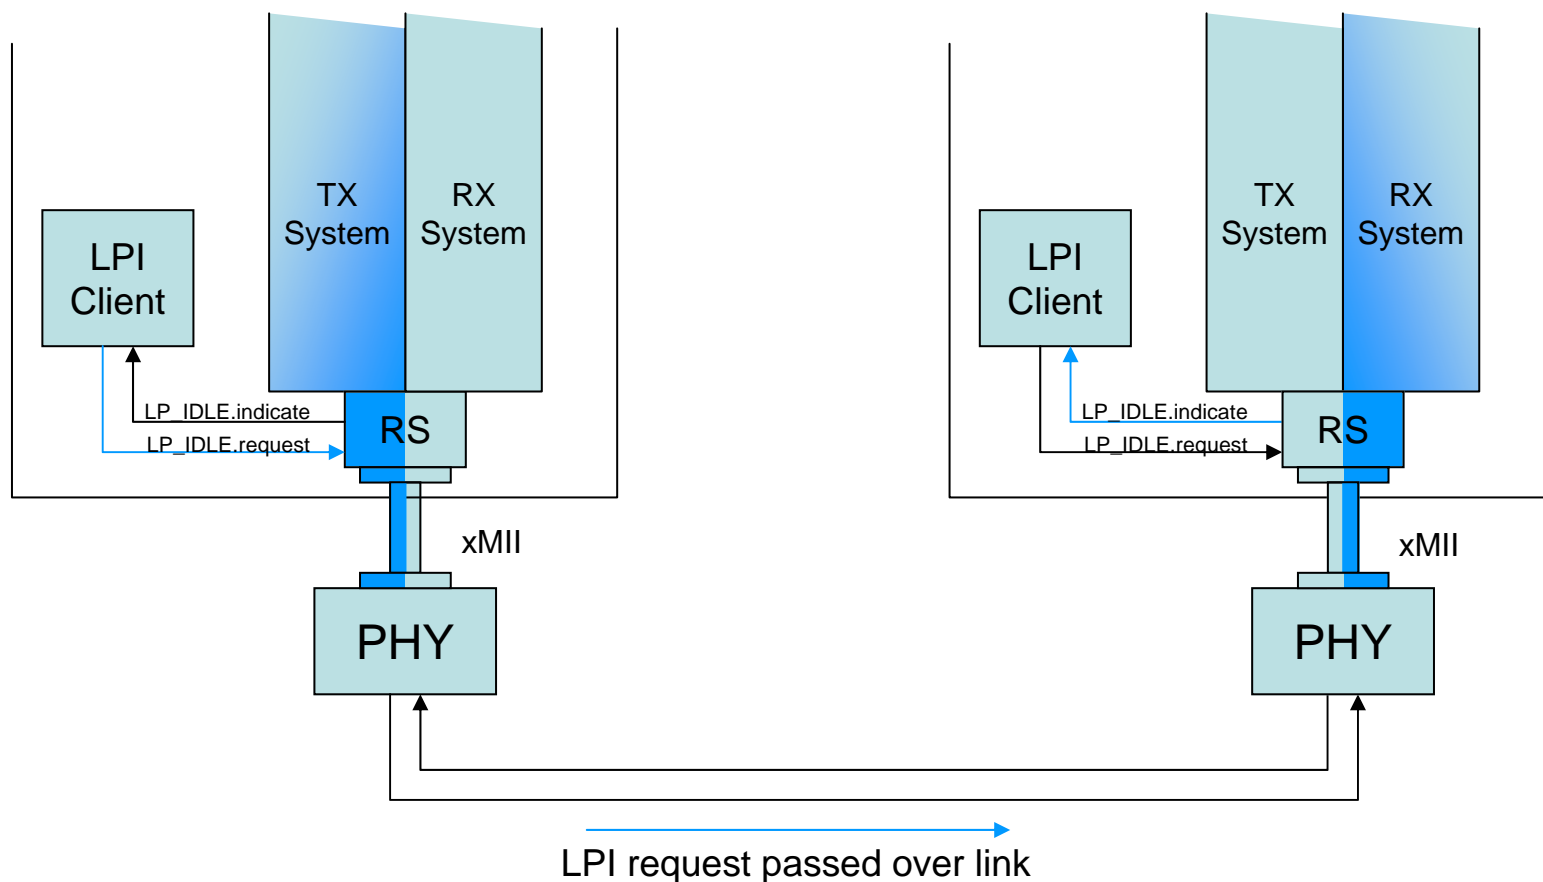 TX
System
RX
System
LPI
Client
LP_IDLE.indicate
LP_IDLE.request
RS
xMII
PHY
TX
System
RX
System
LPI
Client
LP_IDLE.indicate
LP_IDLE.request
RS
xMII
PHY
LPI request passed over link